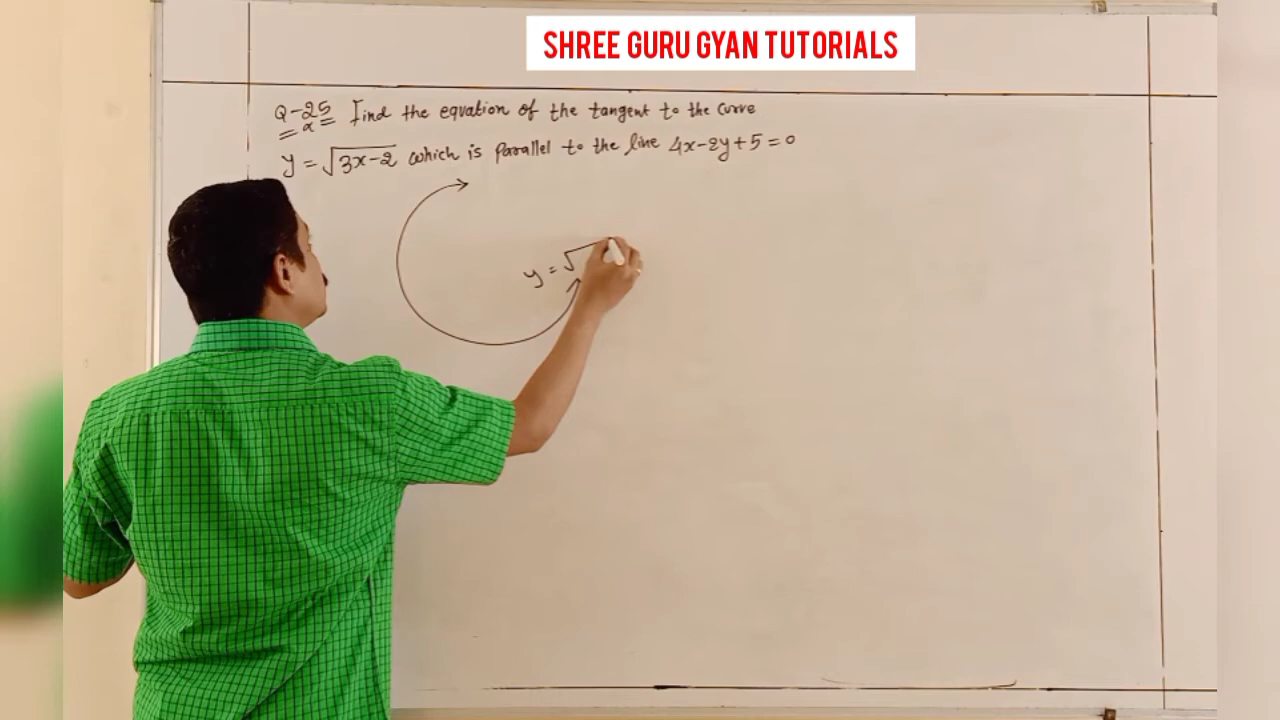 SHREE GURU GYAN TUTORIALS
Q-25 Find the equation of the tangent to the curve
y = √3x-2 which is parallel to the line 4x-2y+5=0
y = √